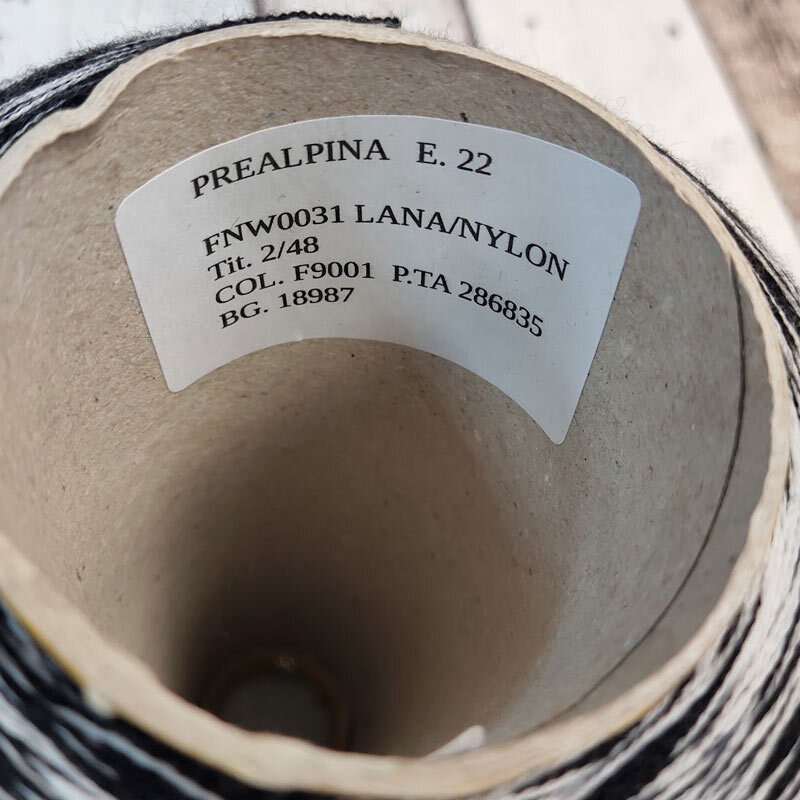 PREALPINA E. 22
FNW0031 LANA/NYLON
Tit. 2/48
COL. F9001 P.TA 286835
BG. 18987